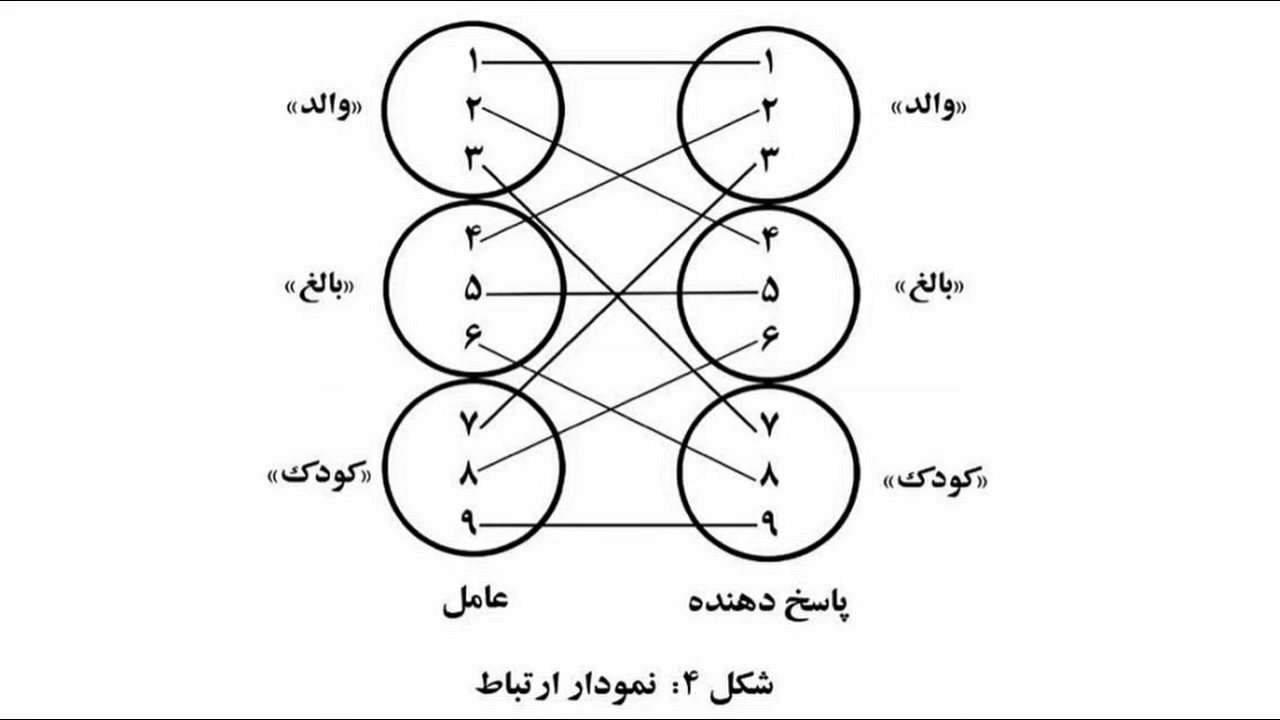 «والد» ۱ ۱ «والد»
۲ ۲
۳ ۳
«بالغ» ۴ ۴ «بالغ»
۵ ۵
۶ ۶
«کودک» ۷ ۷ «کودک»
۸ ۸
۹ ۹
عامل پاسخ دهنده
شکل ۴: نمودار ارتباط